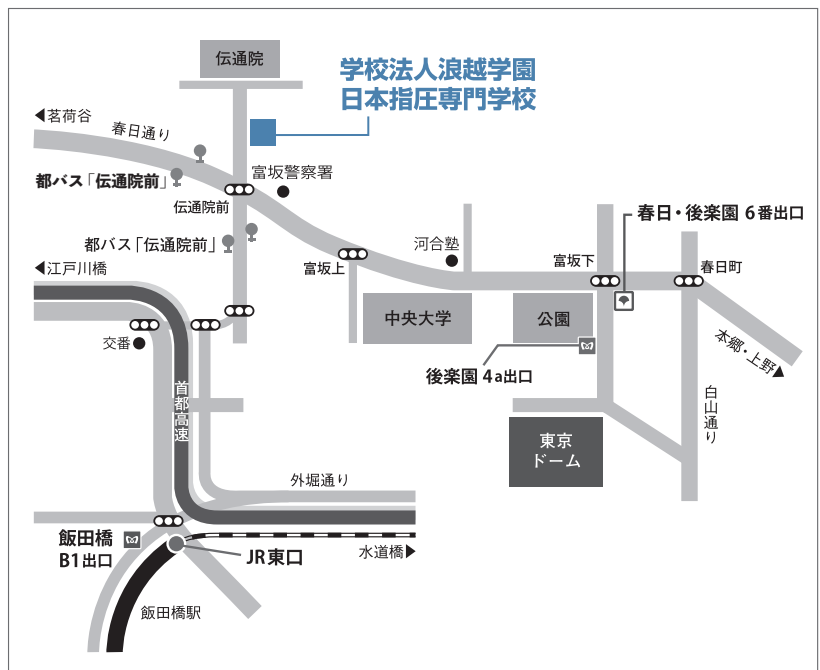 伝通院
学校法人浪越学園
日本指圧専門学校
◀茗荷谷
春日通り
都バス「伝通院前」
富坂警察署
伝通院前
春日・後楽園 6番出口
都バス「伝通院前」
河合塾
富坂上
富坂下
春日町
◀江戸川橋
中央大学
公園
交番
本郷・上野▶
後楽園 4a出口
首都高速
白山通り
東京
ドーム
外堀通り
飯田橋
B1出口
JR東口
水道橋▶
飯田橋駅